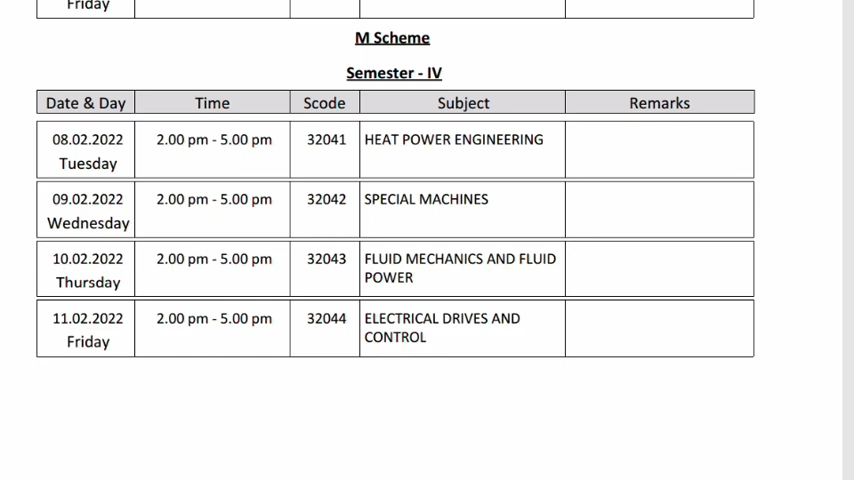 Friday
M Scheme
Semester - IV
Date & Day Time Scode Subject Remarks
08.02.2022 2.00 pm - 5.00 pm 32041 HEAT POWER ENGINEERING
Tuesday
09.02.2022 2.00 pm - 5.00 pm 32042 SPECIAL MACHINES
Wednesday
10.02.2022 2.00 pm - 5.00 pm 32043 FLUID MECHANICS AND FLUID
Thursday POWER
11.02.2022 2.00 pm - 5.00 pm 32044 ELECTRICAL DRIVES AND
Friday CONTROL